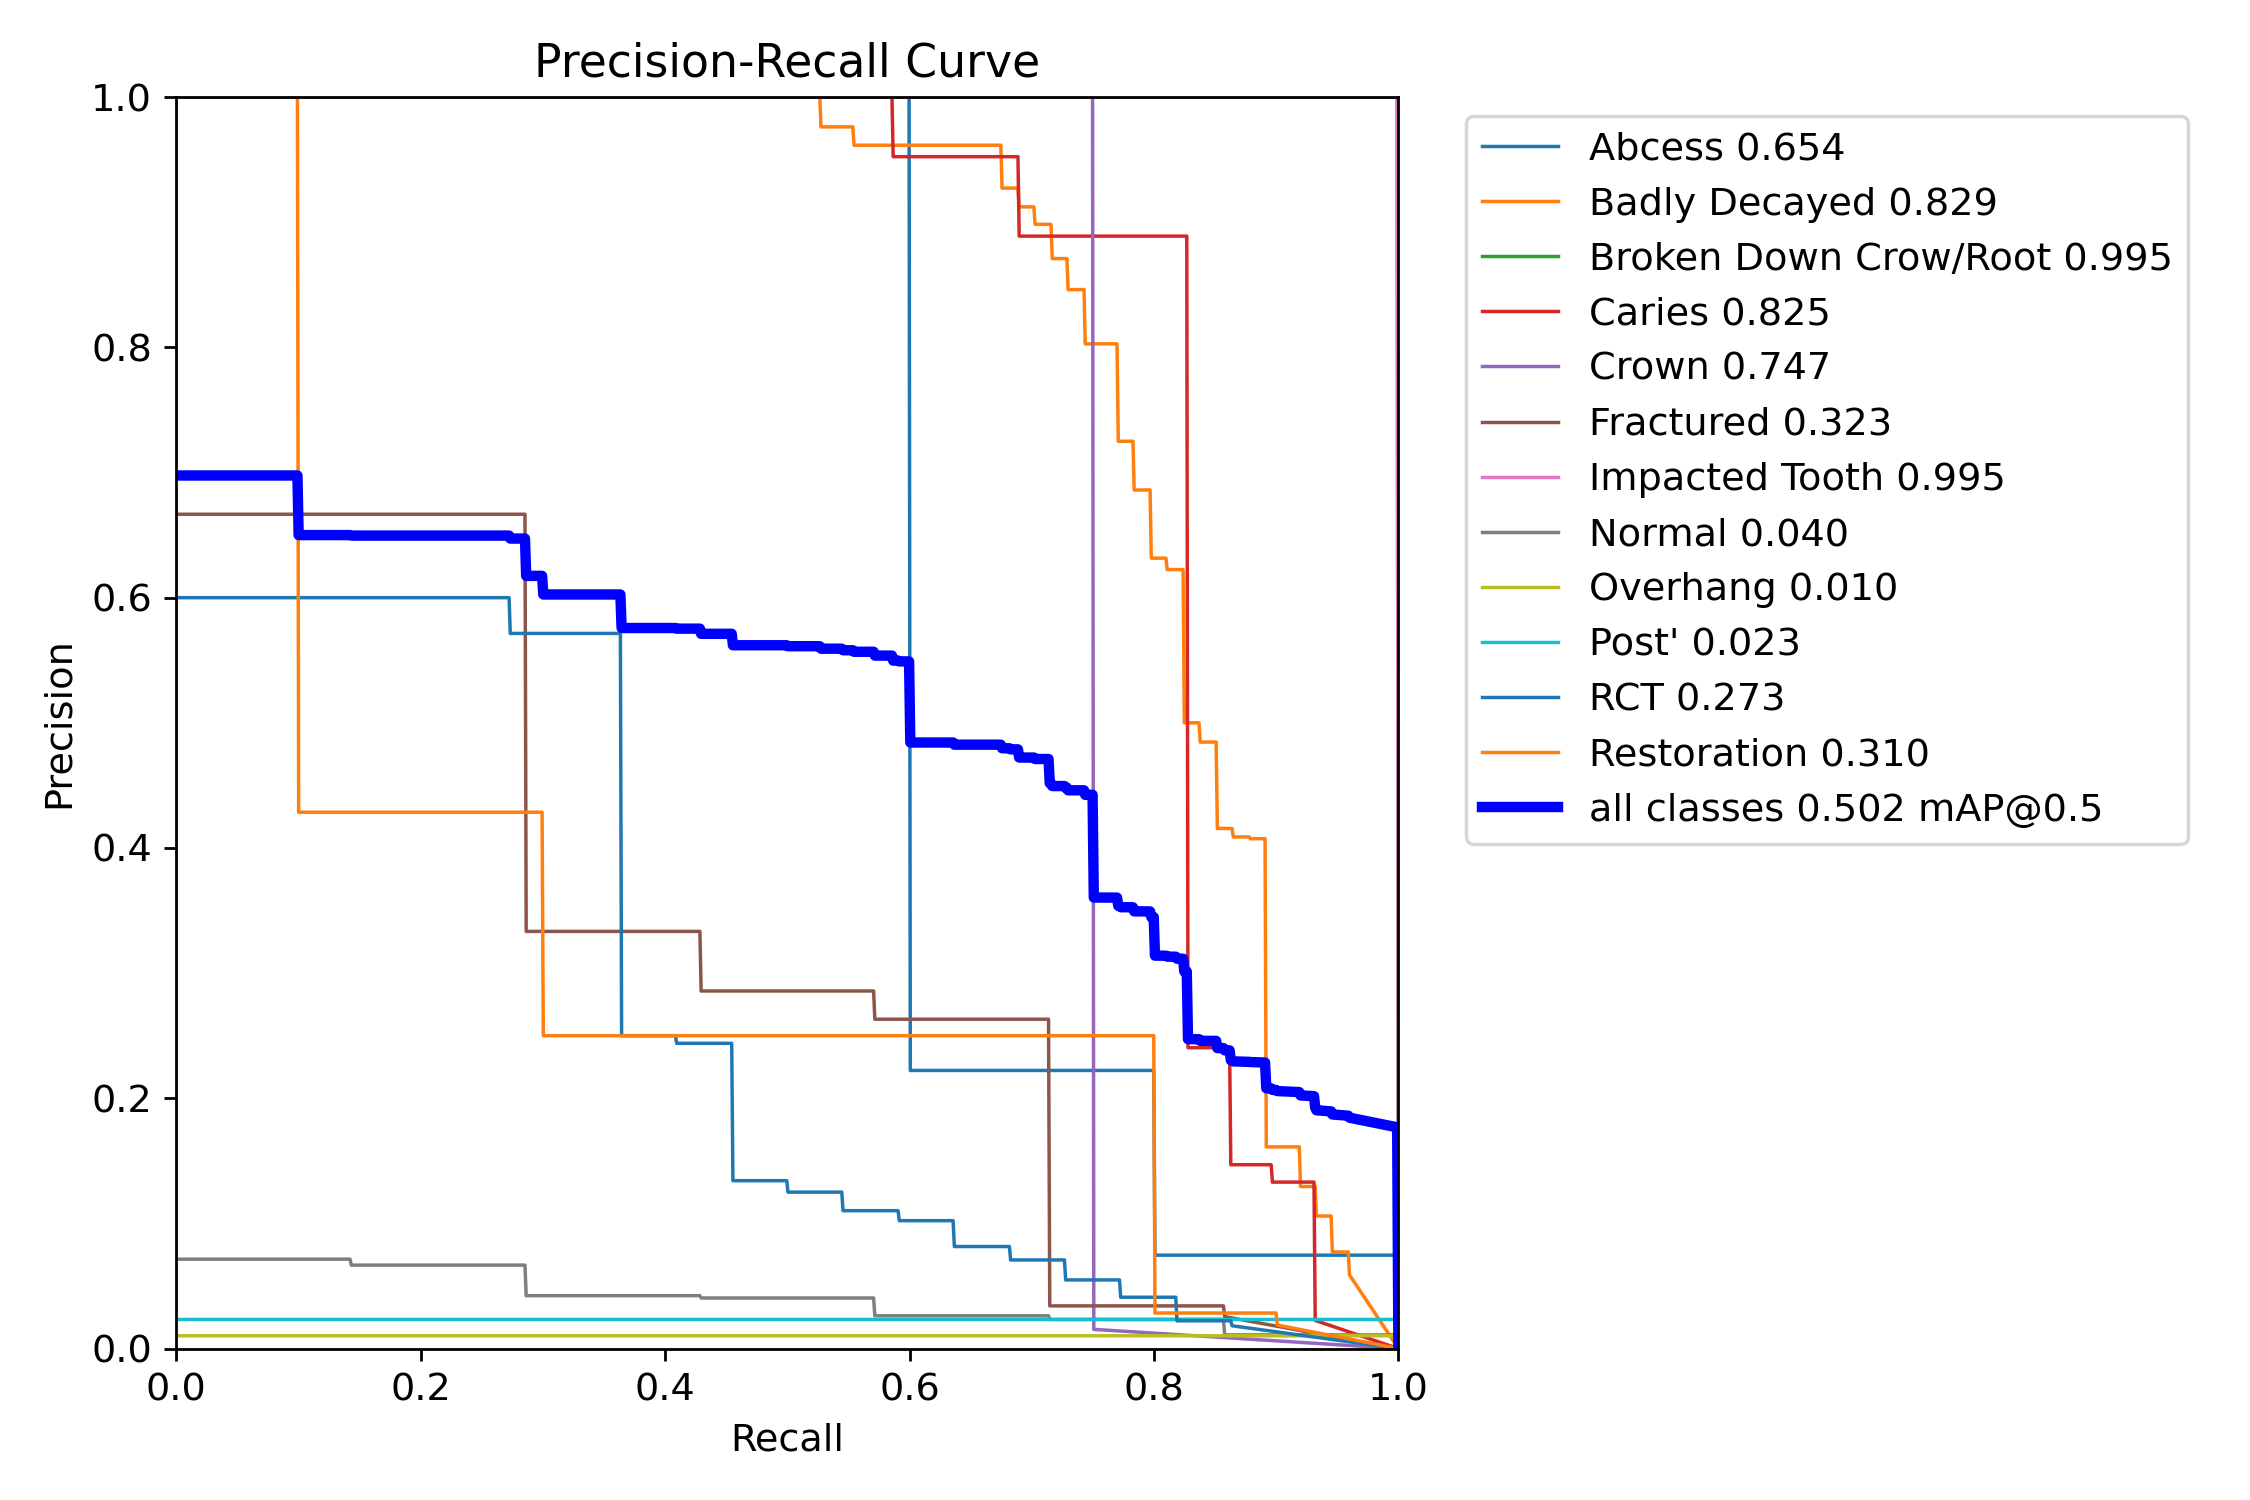 Precision-Recall Curve
1.0
0.8
0.6
0.4
0.2
0.0
Precision
0.0 0.2 0.4 0.6 0.8 1.0
Recall
Abcess 0.654
Badly Decayed 0.829
Broken Down Crow/Root 0.995
Caries 0.825
Crown 0.747
Fractured 0.323
Impacted Tooth 0.995
Normal 0.040
Overhang 0.010
Post' 0.023
RCT 0.273
Restoration 0.310
all classes 0.502 mAP@0.5